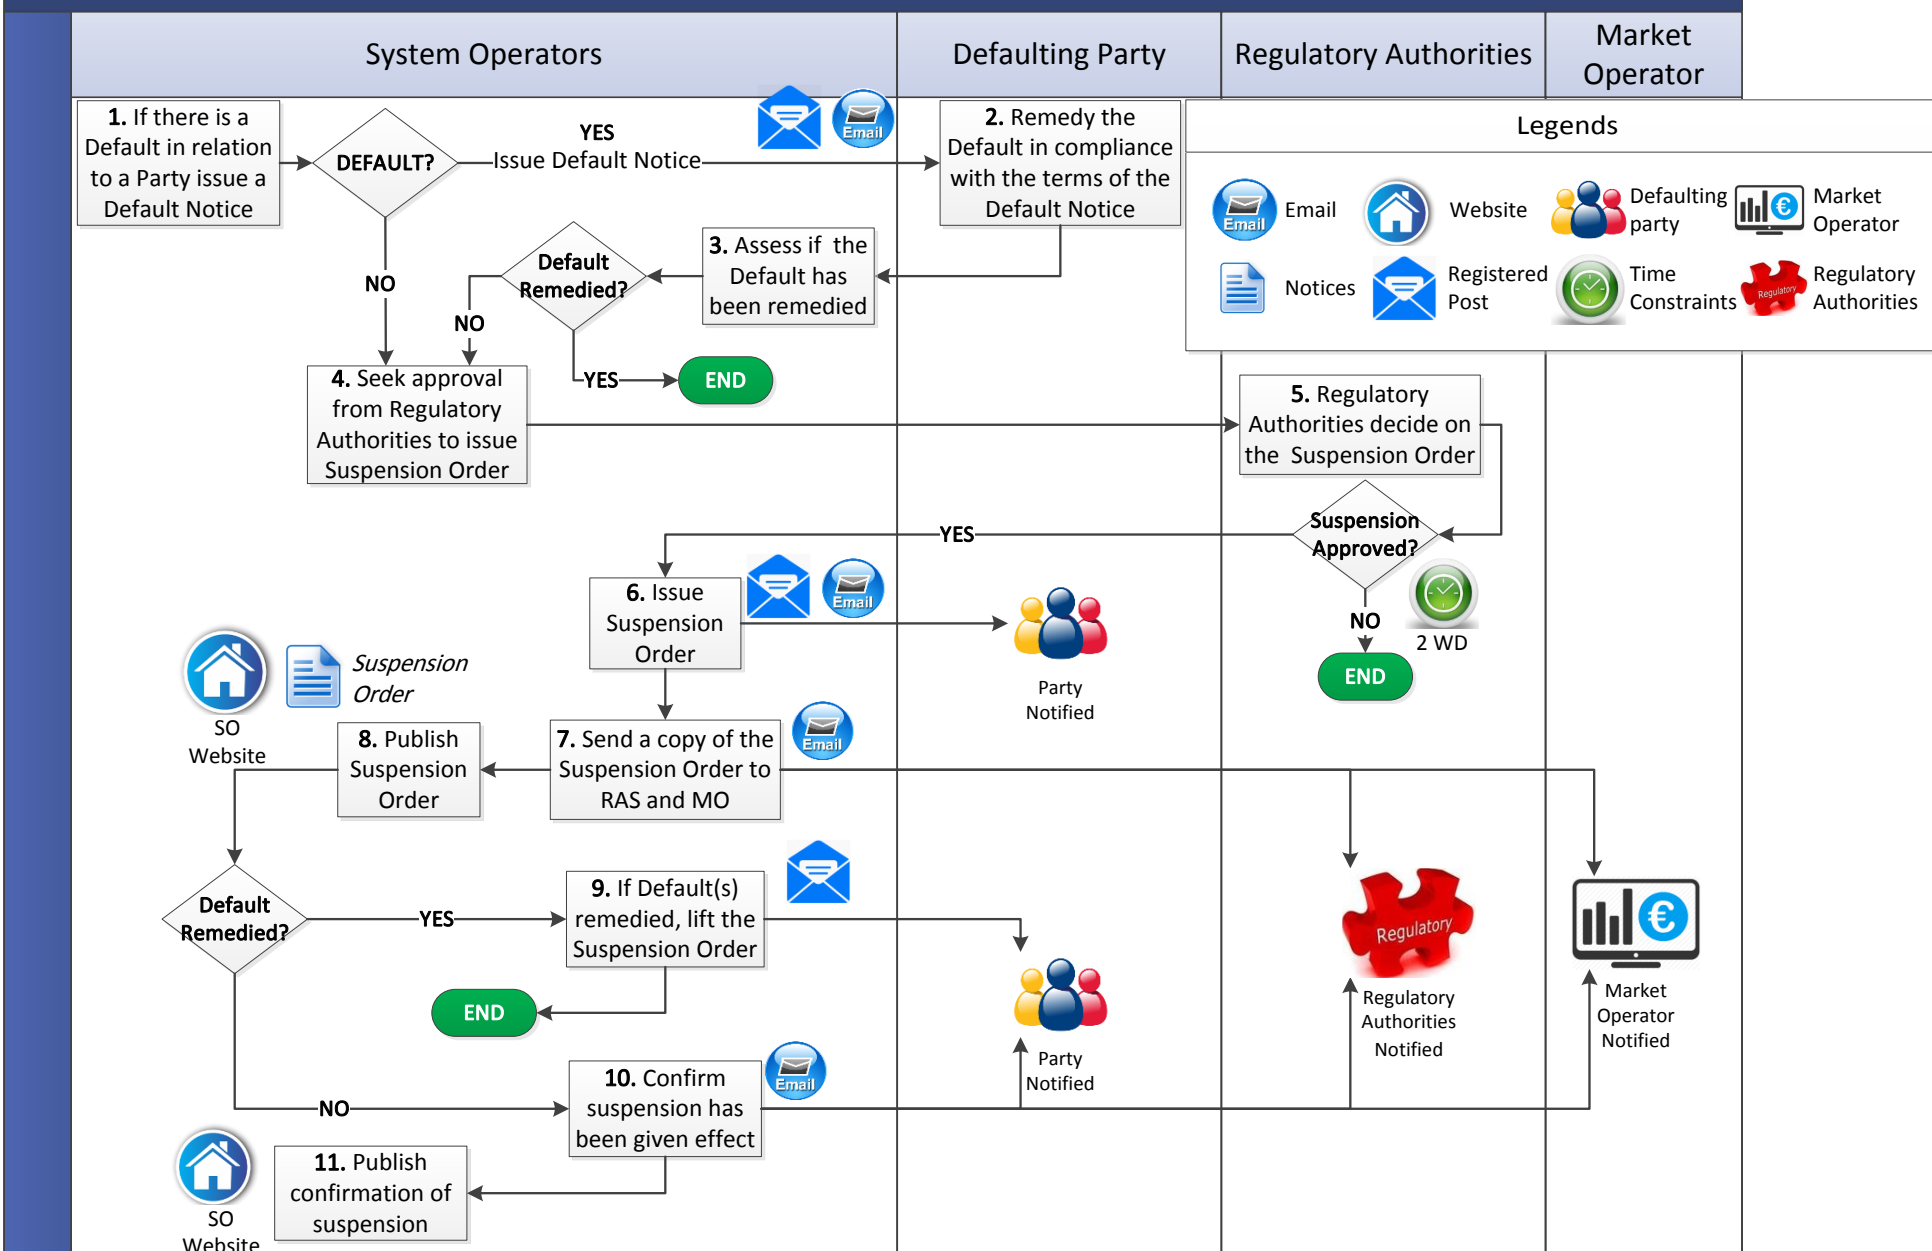 System Operators
Defaulting Party
Regulatory Authorities
Market
Operator
1. If there is a
Default in relation
to a Party issue a
Default Notice
DEFAULT?
YES
Issue Default Notice
Email
2. Remedy the
Default in compliance
with the terms of the
Default Notice
Legends
Email
Email
Website
Defaulting
party
Market
Operator
Notices
Registered
Post
Time
Constraints
Regulatory
Regulatory
Authorities
NO
Default
Remedied?
3. Assess if the
Default has
been remedied
NO
YES
END
4. Seek approval
from Regulatory
Authorities to issue
Suspension Order
5. Regulatory
Authorities decide on
the Suspension Order
Suspension
Approved?
YES
NO
2 WD
END
6. Issue
Suspension
Order
Email
Party
Notified
SO
Website
Suspension
Order
8. Publish
Suspension
Order
7. Send a copy of the
Suspension Order to
RAS and MO
Email
Default
Remedied?
YES
9. If Default(s)
remedied, lift the
Suspension Order
END
Party
Notified
Regulatory
Regulatory
Authorities
Notified
Market
Operator
Notified
NO
10. Confirm
suspension has
been given effect
Email
SO
Website
11. Publish
confirmation of
suspension